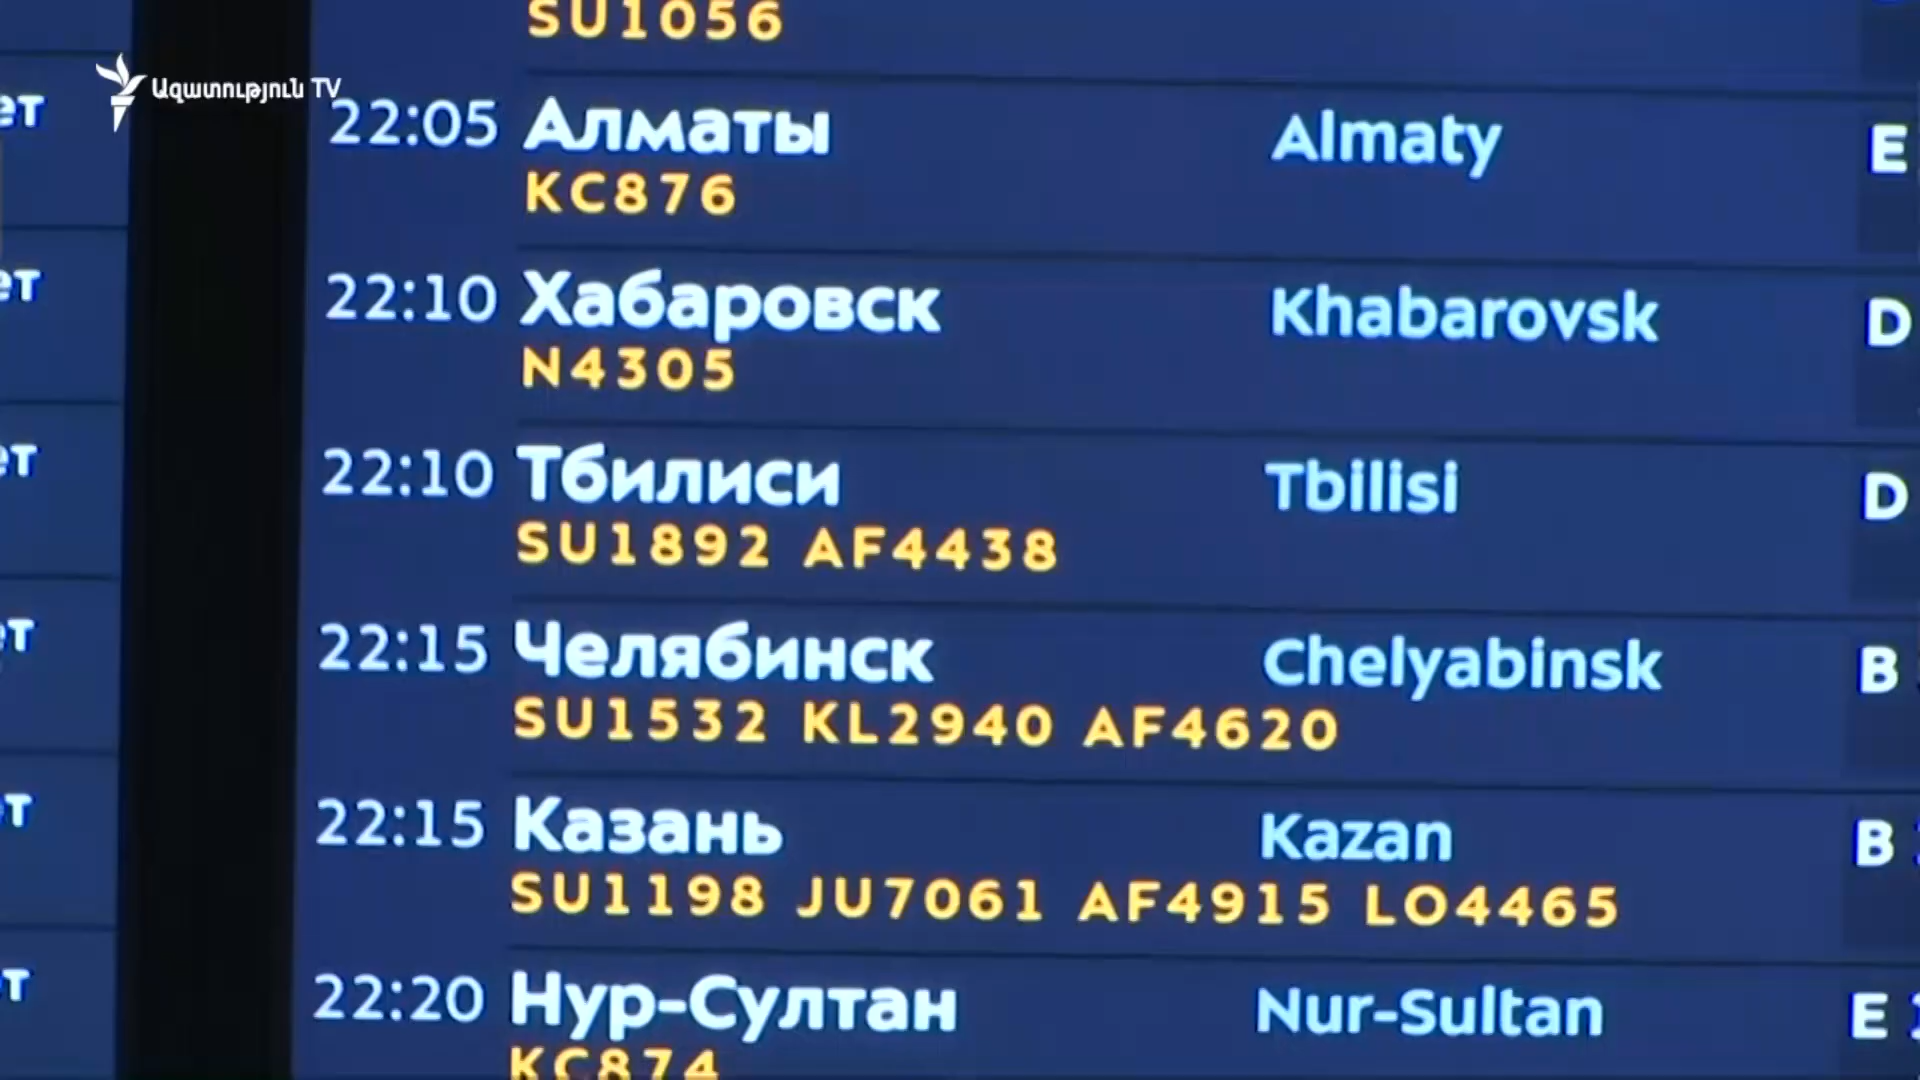 SU1056
Ազատություն TV
22:05 Алматы Almaty E
KC876
22:10 Хабаровск Khabarovsk D
N4305
22:10 Тбилиси Tbilisi D
SU1892 AF4438
22:15 Челябинск Chelyabinsk B
SU1532 KL2940 AF4620
22:15 Казань Kazan B
SU1198 JU7061 AF4915 LO4465
22:20 Нур-Султан Nur-Sultan E
KC874